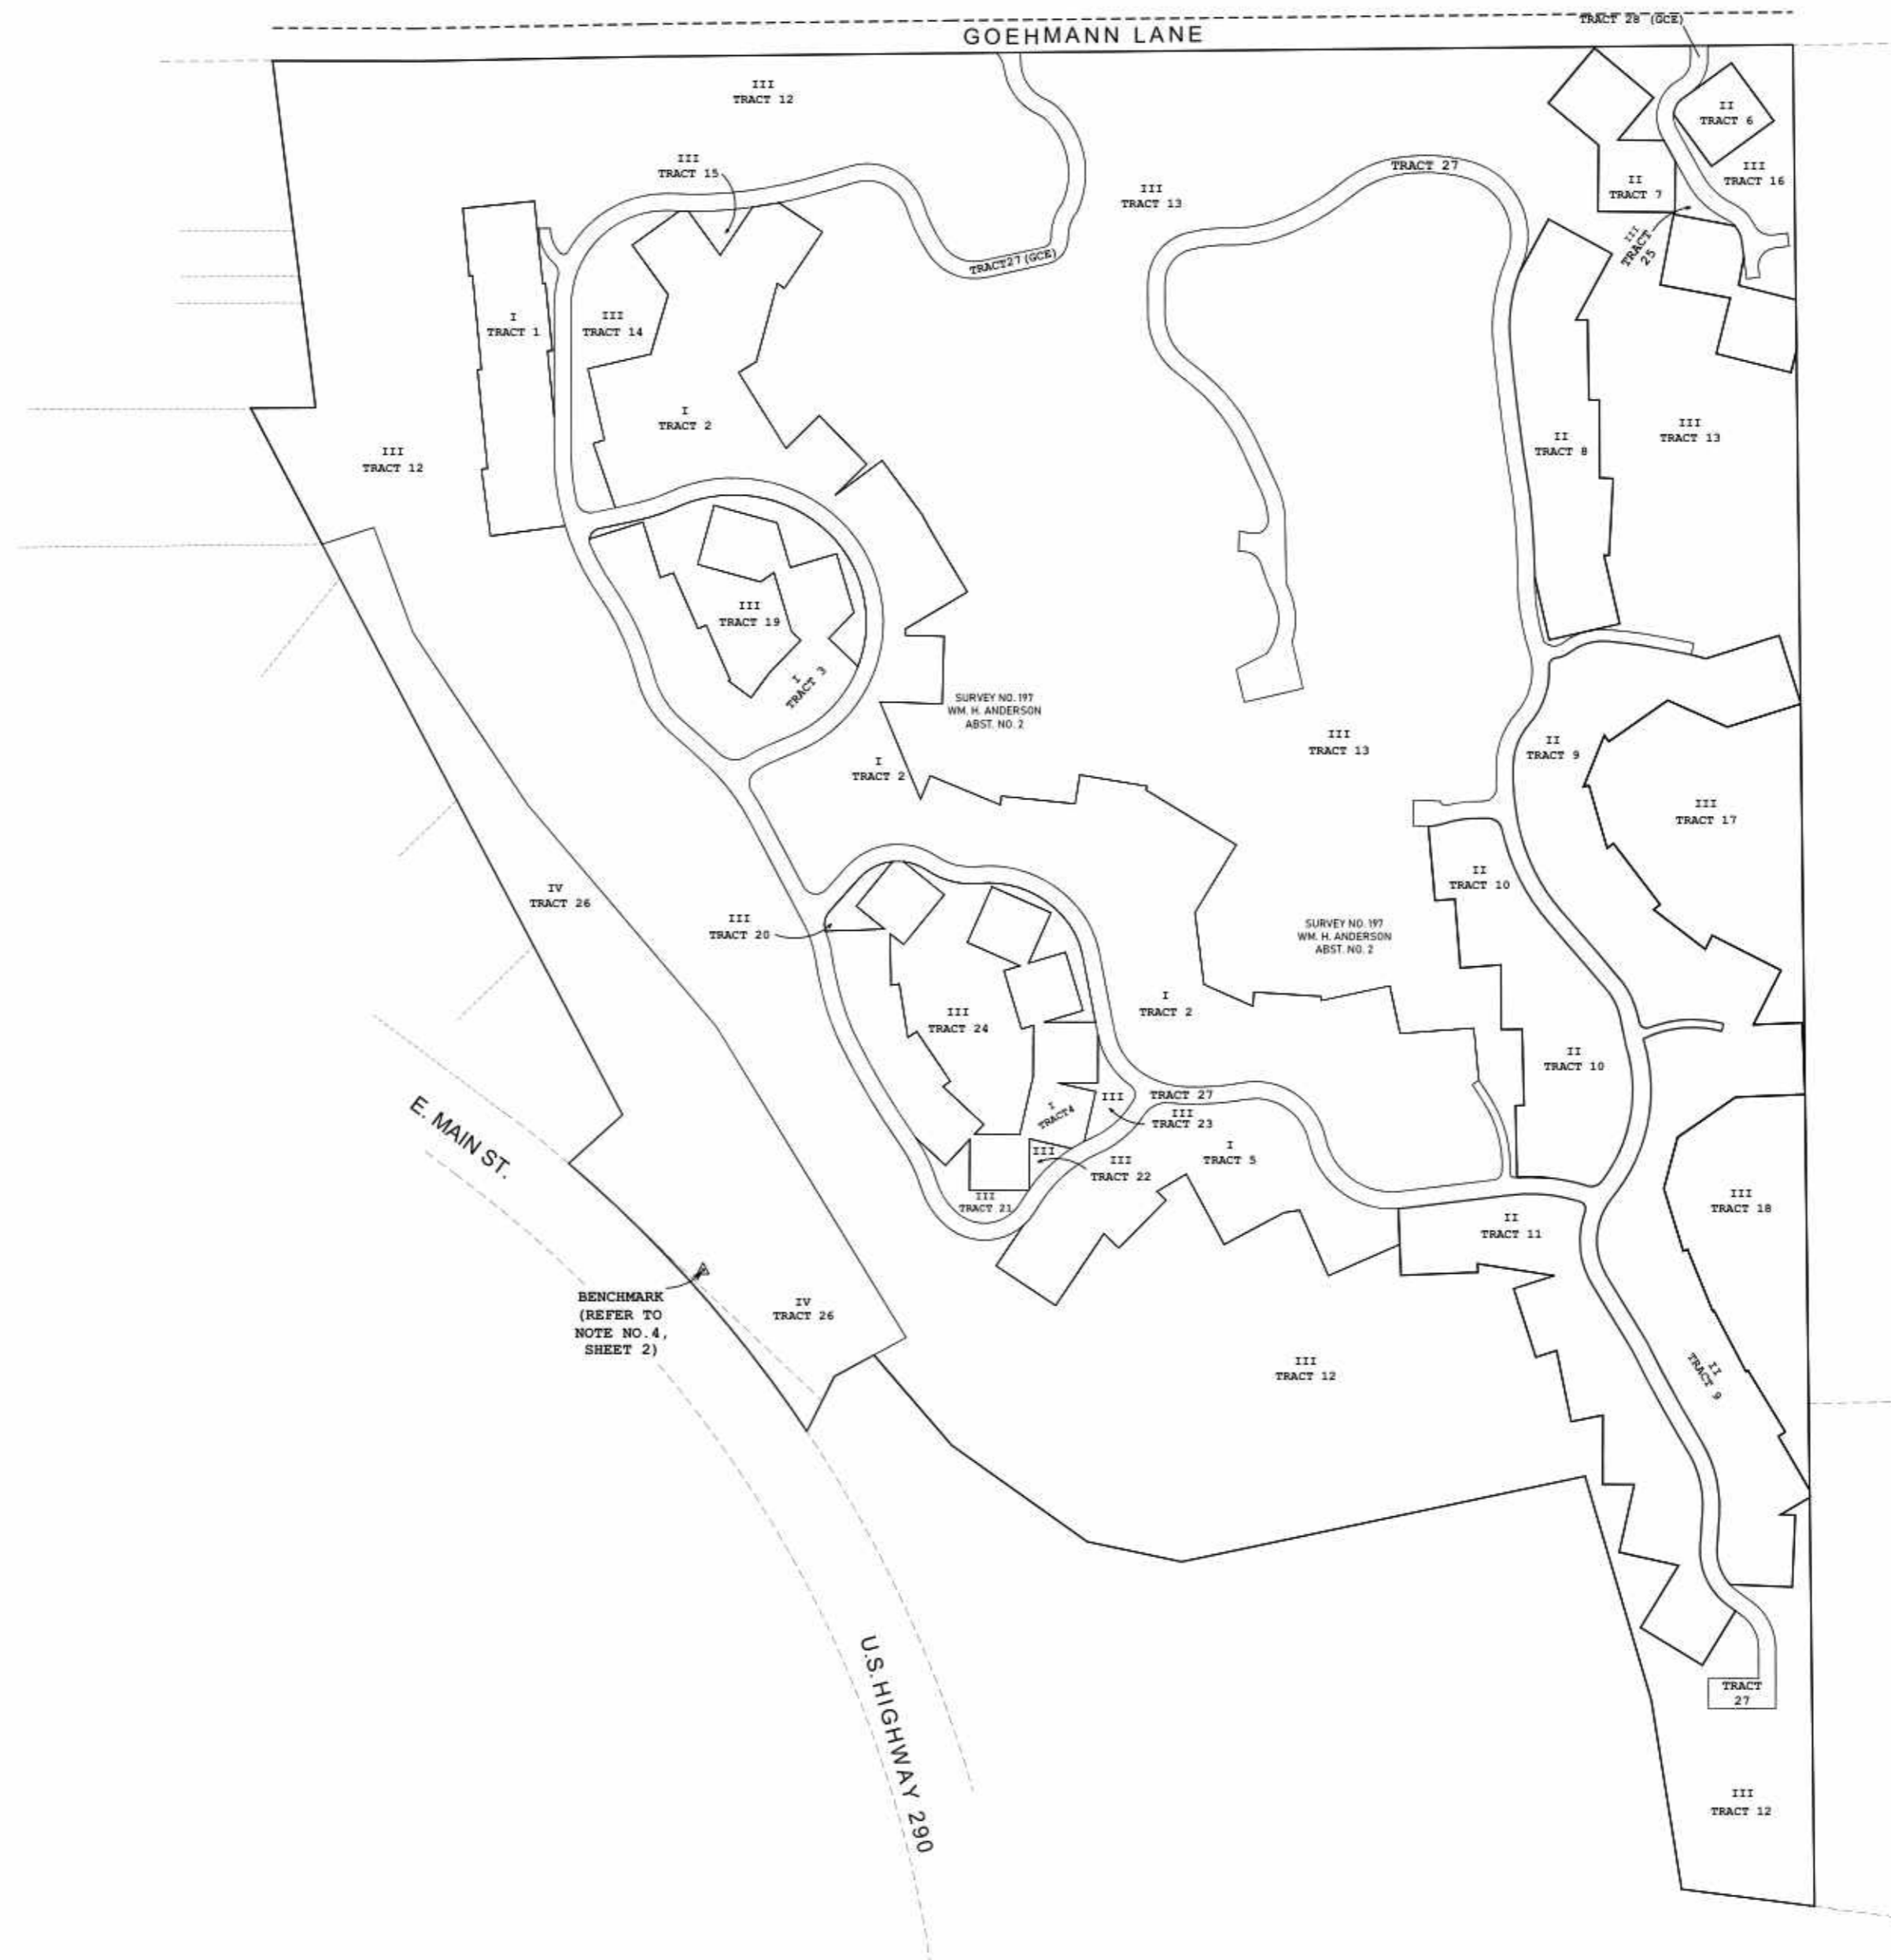 TRACT 28 (GCE)
GOEHMANN LANE
III
TRACT 12
II
TRACT 6
III
TRACT 15
TRACT 27
III
TRACT 16
II
TRACT 7
III
TRACT 13
III
TRACT
25
TRACT27 (GCE)
I
TRACT 1
III
TRACT 14
I
TRACT 2
III
TRACT 13
II
TRACT 8
III
TRACT 12
III
TRACT 19
I
TRACT 3
SURVEY NO. 197
WM. H. ANDERSON
ABST. NO. 2
III
TRACT 13
II
TRACT 9
I
TRACT 2
III
TRACT 17
II
TRACT 10
IV
TRACT 26
III
TRACT 20
SURVEY NO. 197
WM. H. ANDERSON
ABST. NO. 2
I
TRACT 2
III
TRACT 24
II
TRACT 10
E. MAIN ST.
I
TRACT4
III
TRACT 27
III
TRACT 23
III
I
TRACT 5
III
TRACT 22
III
TRACT 21
III
TRACT 18
II
TRACT 11
BENCHMARK
(REFER TO
NOTE NO.4,
SHEET 2)
IV
TRACT 26
III
TRACT 12
II
TRACT 9
U.S. HIGHWAY 290
TRACT
27
III
TRACT 12